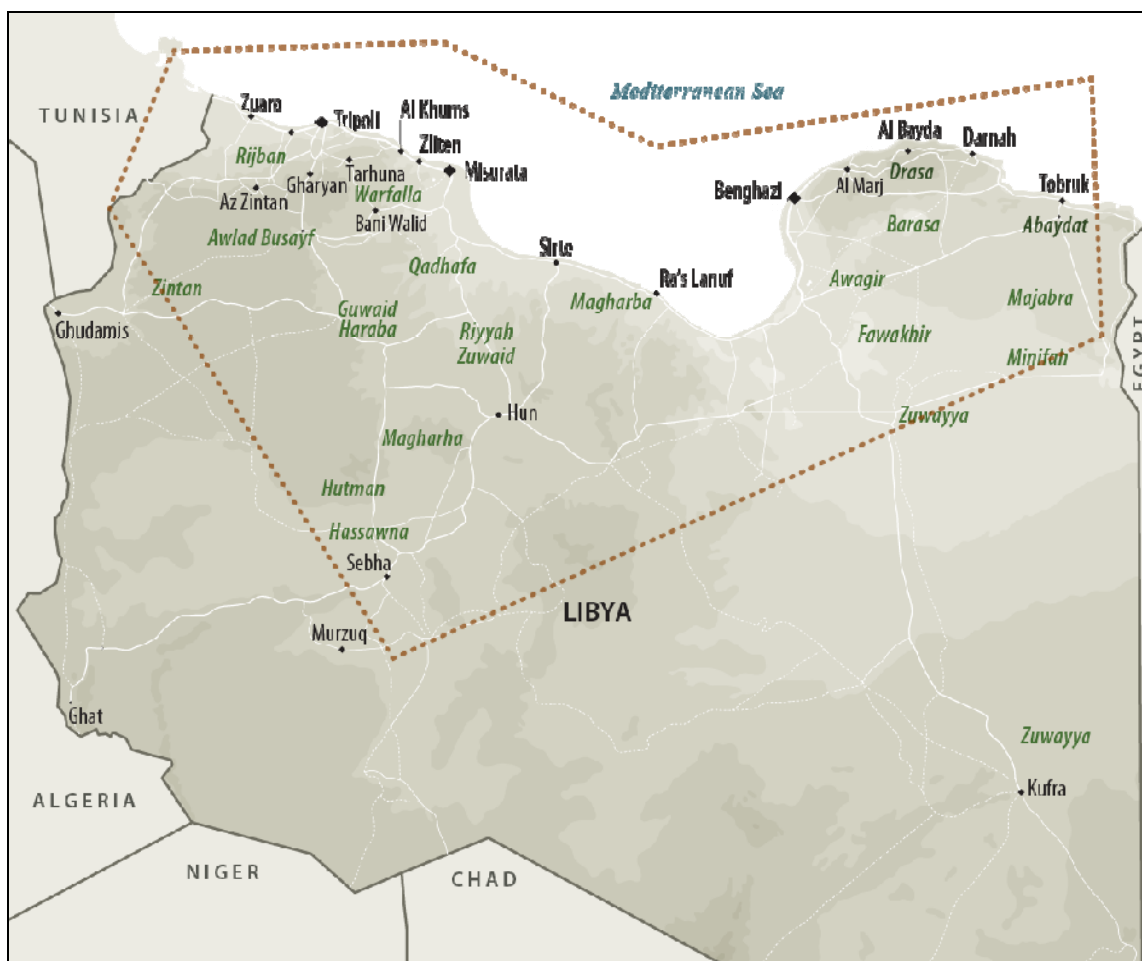 Mediterranean Sea
TUNISIA
Zuara
Tripoli
Al Khums
Zliten
Misurata
Rijban
Gharyan
Tarhuna
Warfalla
Az Zintan
Bani Walid
Al Bayda
Darnah
Drasa
Al Marj
Benghazi
Tobruk
Barasa
Abaydat
Awlad Busayf
Qadhafa
Sirte
Zintan
Magharba
Ra's Lanuf
Awagir
Majabra
Ghudamis
Guwaid
Haraba
Riyyah
Zuwaid
Fawakhir
Minifah
EGYPT
Hun
Zuwayya
Magharha
Hutman
Hassawna
Sebha
LIBYA
Murzuq
Ghat
Zuwayya
Kufra
ALGERIA
NIGER
CHAD